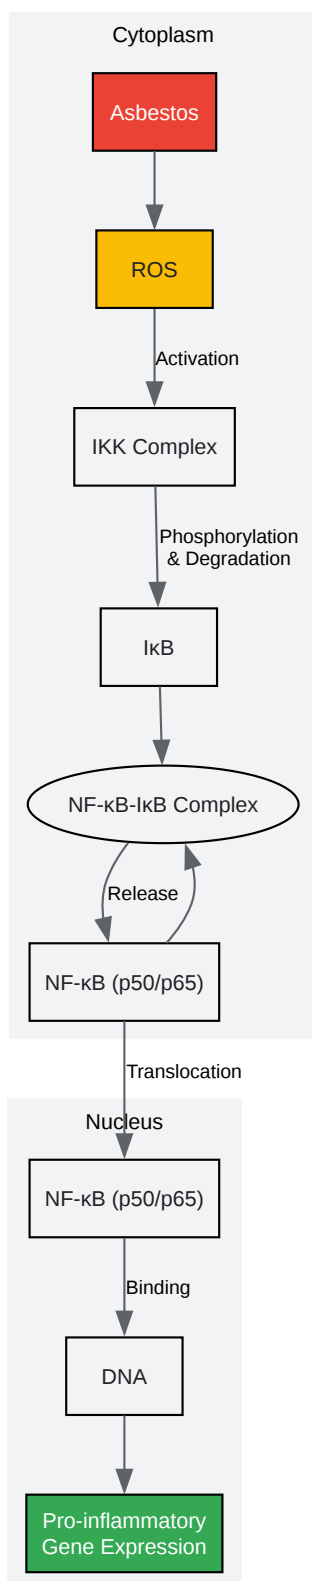 Cytoplasm
Asbestos
ROS
Activation
IKK Complex
Phosphorylation
& Degradation
IκB
NF-κB-IκB Complex
Release
NF-κB (p50/p65)
Translocation
Nucleus
NF-κB (p50/p65)
Binding
DNA
Pro-inflammatory
Gene Expression